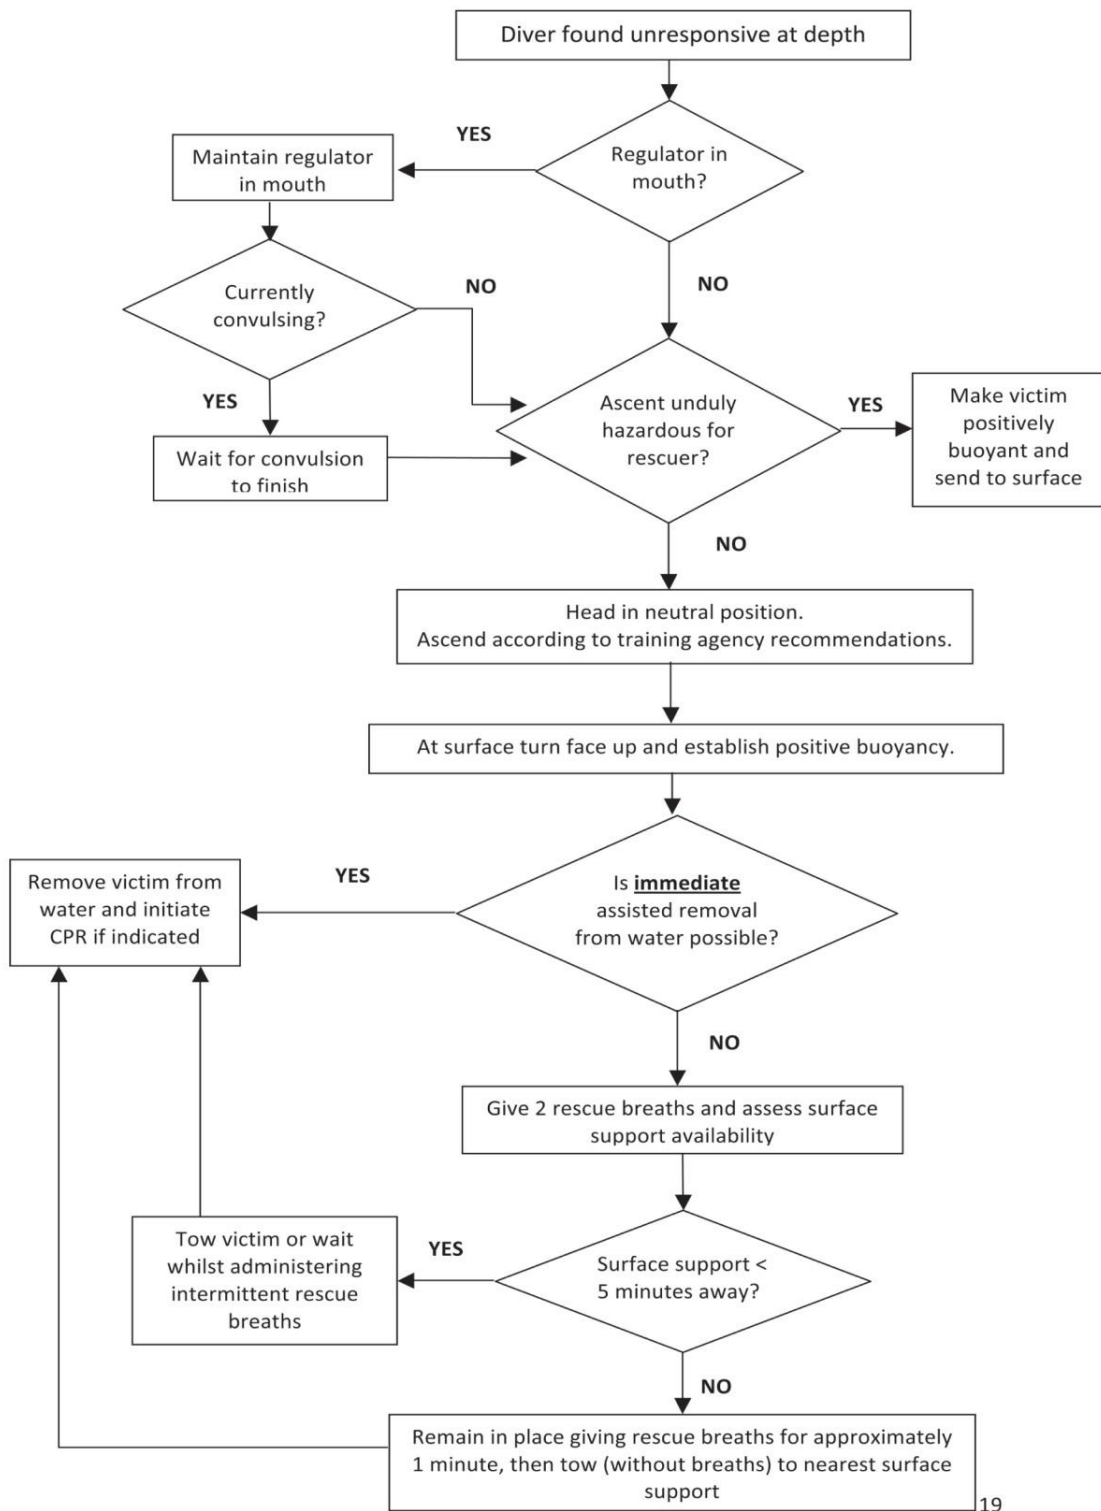 Diver found unresponsive at depth
YES
Regulator in
mouth?
Maintain regulator
in mouth
NO
Currently
convulsing?
NO
YES
Wait for convulsion
to finish
Ascent unduly
hazardous for
rescuer?
YES
Make victim
positively
buoyant and
send to surface
NO
Head in neutral position.
Ascend according to training agency recommendations.
At surface turn face up and establish positive buoyancy.
Is immediate
assisted removal
from water possible?
YES
Remove victim from
water and initiate
CPR if indicated
NO
Give 2 rescue breaths and assess surface
support availability
Surface support <
5 minutes away?
YES
Tow victim or wait
whilst administering
intermittent rescue
breaths
NO
Remain in place giving rescue breaths for approximately
1 minute, then tow (without breaths) to nearest surface
support
19